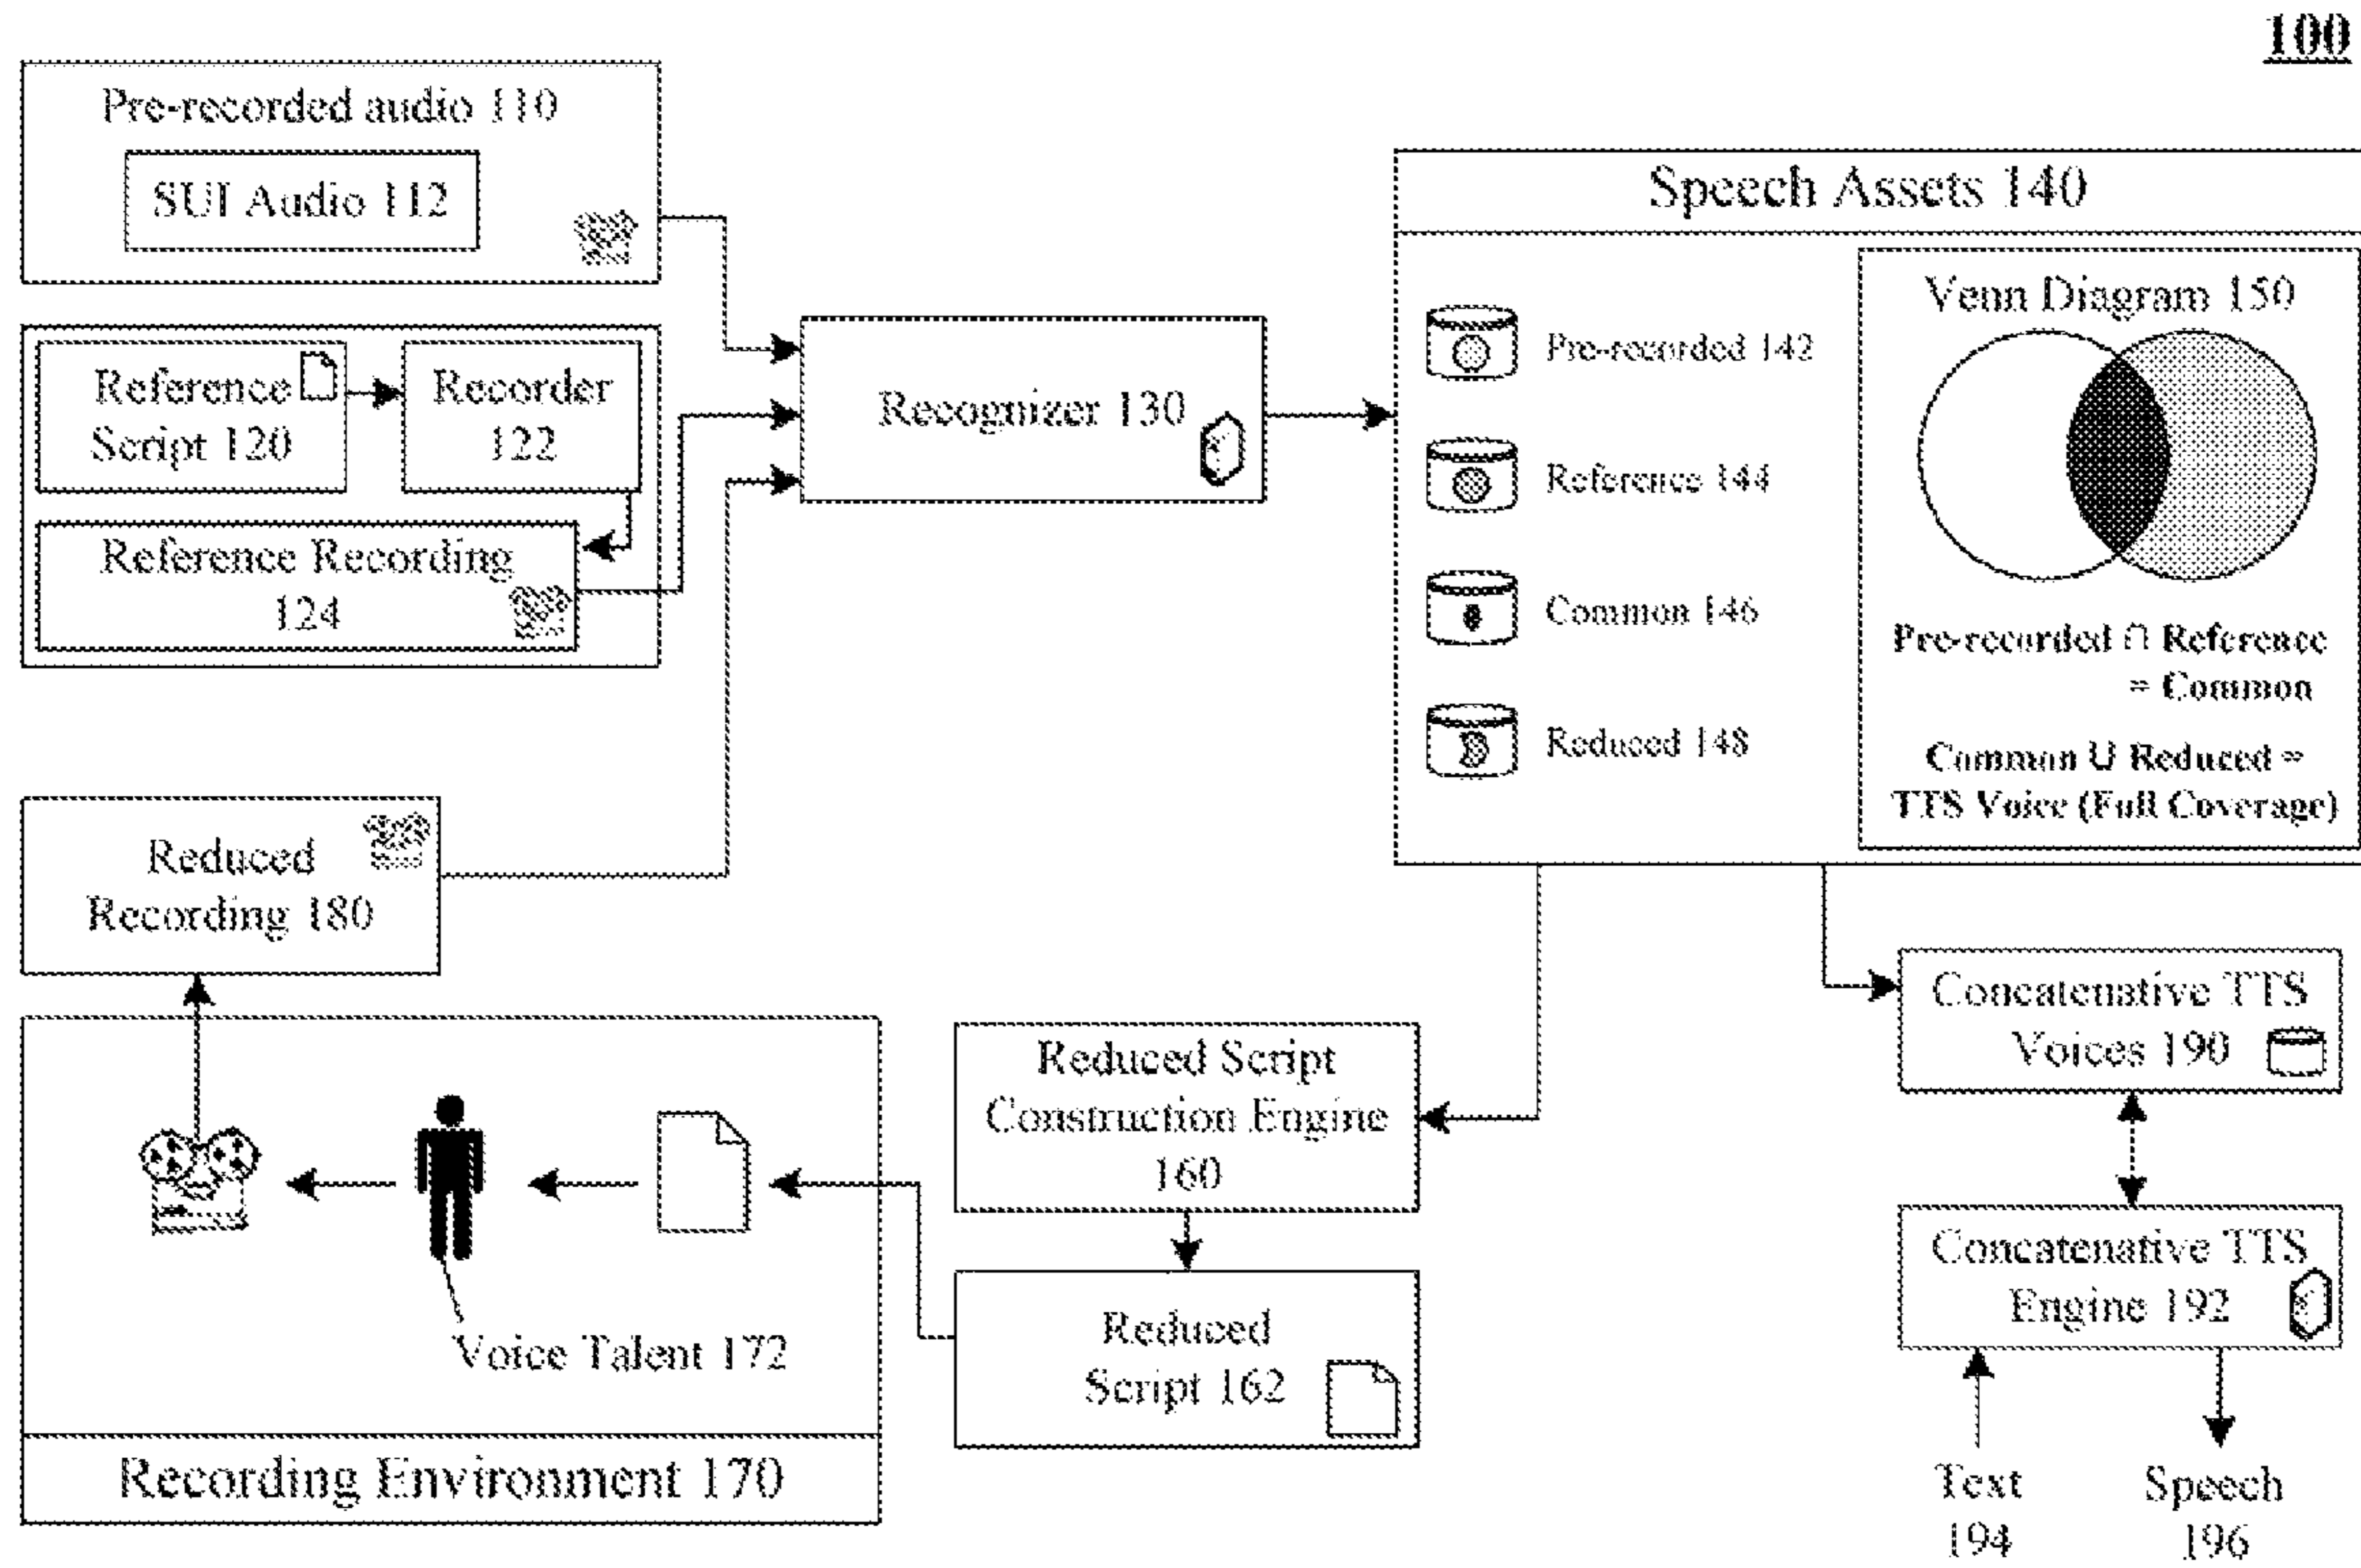 100
Pre-recorded audio 110
SUI Audio 112
Reference
Script 120
Recorder
122
Reference Recording
124
Recognizer 130
Speech Assets 140
Pre-recorded 142
Reference 144
Common 146
Reduced 148
Venn Diagram 150
Pre-recorded ∩ Reference
= Common
Common U Reduced =
TTS Voice (Full Coverage)
Reduced
Recording 180
Voice Talent 172
Recording Environment 170
Reduced Script
Construction Engine
160
Reduced
Script 162
Concatenative TTS
Voices 190
Concatenative TTS
Engine 192
Text
194
Speech
196